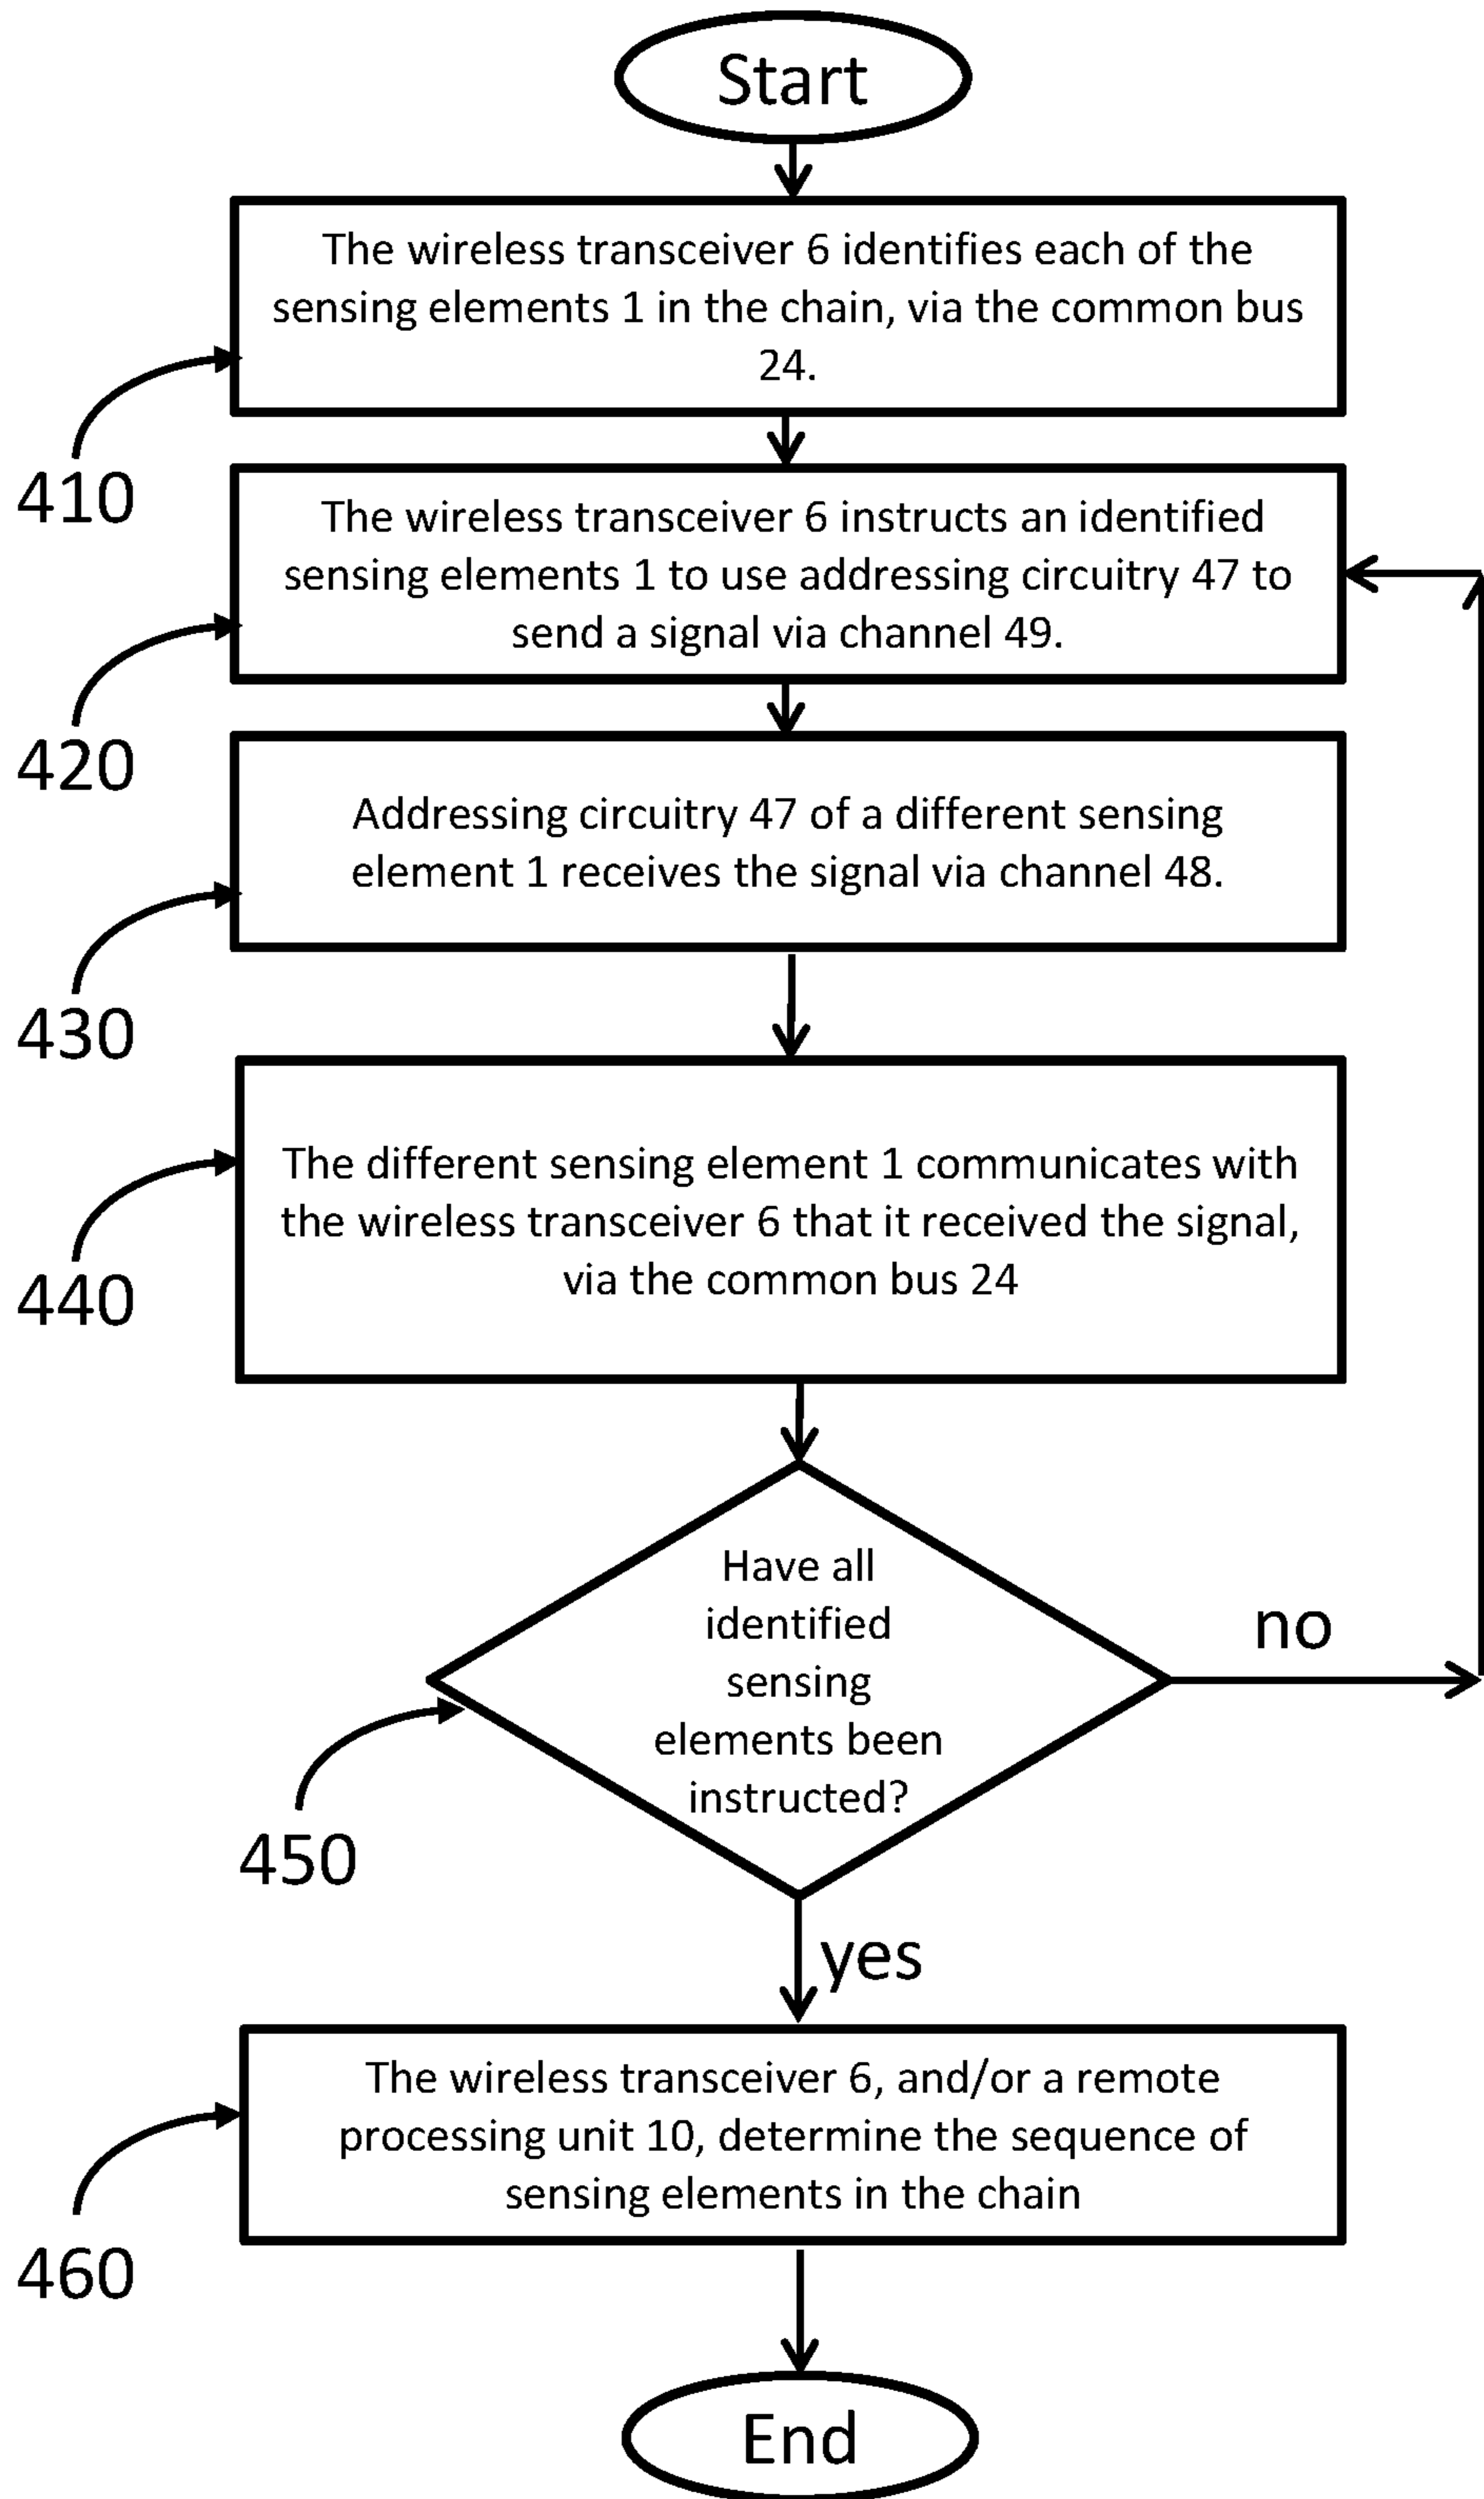 Start
The wireless transceiver 6 identifies each of the
sensing elements 1 in the chain, via the common bus
24.
410
The wireless transceiver 6 instructs an identified
sensing elements 1 to use addressing circuitry 47 to
send a signal via channel 49.
420
Addressing circuitry 47 of a different sensing
element 1 receives the signal via channel 48.
430
The different sensing element 1 communicates with
the wireless transceiver 6 that it received the signal,
via the common bus 24
440
Have all
identified
sensing
elements been
instructed?
no
450
yes
The wireless transceiver 6, and/or a remote
processing unit 10, determine the sequence of
sensing elements in the chain
460
End